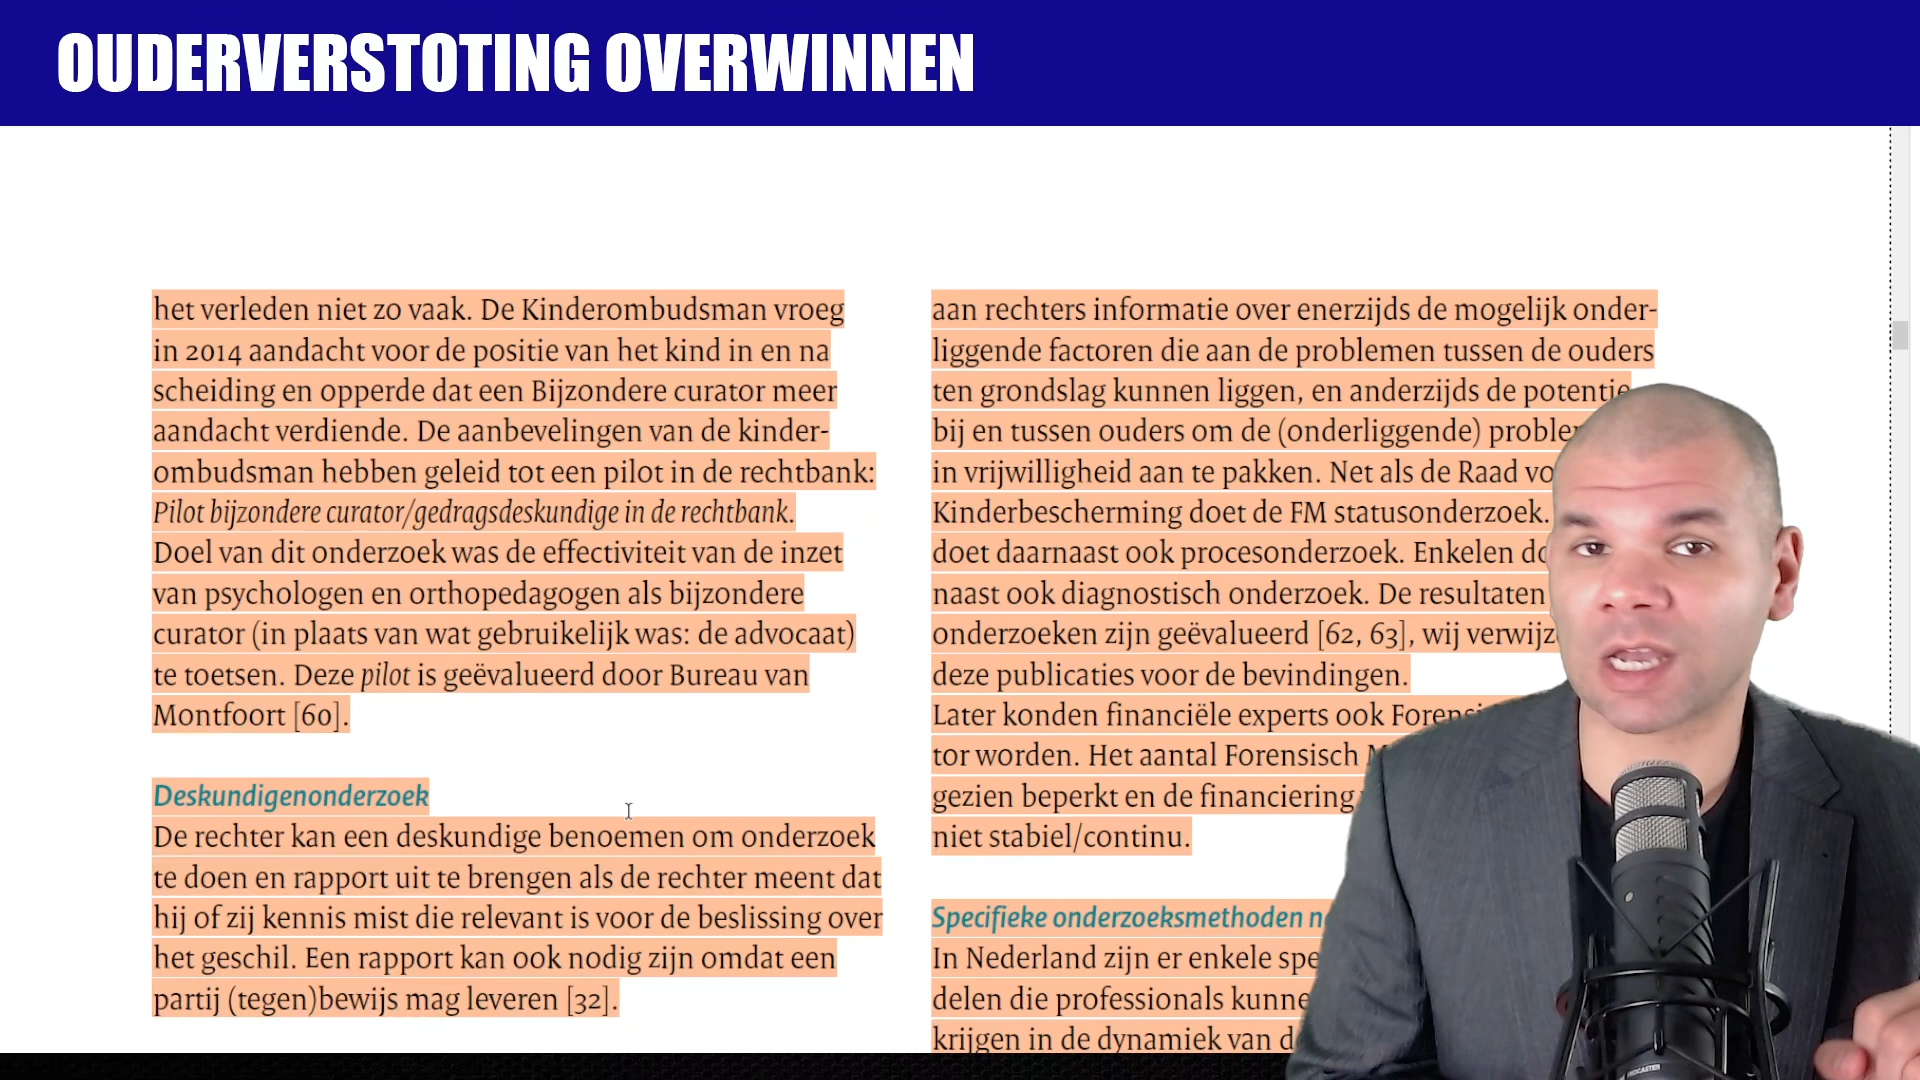 OUDERVERSTOTING OVERWINNEN
het verleden niet zo vaak. De Kinderombudsman vroeg
in 2014 aandacht voor de positie van het kind in en na
scheiding en opperde dat een Bijzondere curator meer
aandacht verdiende. De aanbevelingen van de kinder-
ombudsman hebben geleid tot een pilot in de rechtbank:
Pilot bijzondere curator/gedragsdeskundige in de rechtbank.
Doel van dit onderzoek was de effectiviteit van de inzet
van psychologen en orthopedagogen als bijzondere
curator (in plaats van wat gebruikelijk was: de advocaat)
te toetsen. Deze pilot is geëvalueerd door Bureau van
Montfoort [60].
Deskundigenonderzoek
De rechter kan een deskundige benoemen om onderzoek
te doen en rapport uit te brengen als de rechter meent dat
hij of zij kennis mist die relevant is voor de beslissing over
het geschil. Een rapport kan ook nodig zijn omdat een
partij (tegen)bewijs mag leveren [32].
aan rechters informatie over enerzijds de mogelijk onder-
liggende factoren die aan de problemen tussen de ouders
ten grondslag kunnen liggen, en anderzijds de potentie
bij en tussen ouders om de (onderliggende)
in vrijwilligheid aan te pakken. Net als de Raad
Kinderbescherming doet de FM statusonderzoek.
doet daarnaast ook procesonderzoek. Enkelen
naast ook diagnostisch onderzoek. De resultaten
onderzoeken zijn geëvalueerd [62, 63], wij
deze publicaties voor de bevindingen.
Later konden financiële experts ook
tor worden. Het aantal Forensisch
gezien beperkt en de financiering
niet stabiel/continu.
Specifieke onderzoeksmethoden
In Nederland zijn er enkele
delen die professionals
krijgen in de dynamiek van